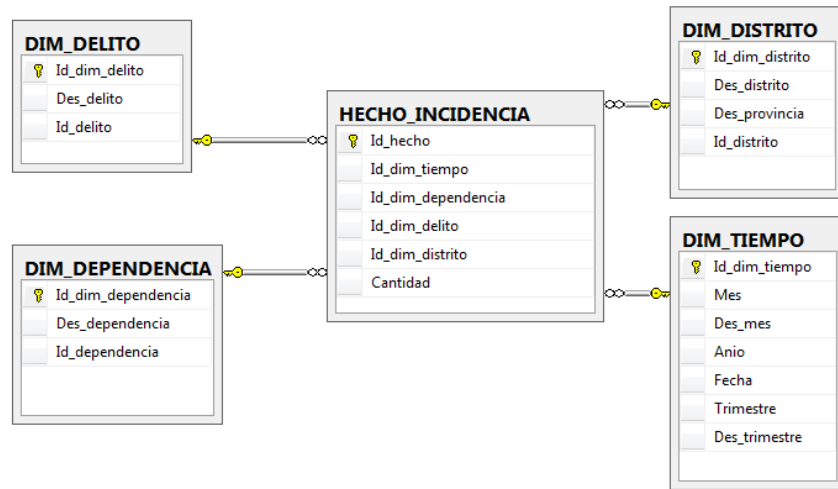 DIM_DELITO
Id_dim_delito
Des_delito
Id_delito
DIM_DEPENDENCIA
Id_dim_dependencia
Des_dependencia
Id_dependencia
HECHO_INCIDENCIA
Id_hecho
Id_dim_tiempo
Id_dim_dependencia
Id_dim_delito
Id_dim_distrito
Cantidad
DIM_DISTRITO
Id_dim_distrito
Des_distrito
Des_provincia
Id_distrito
DIM_TIEMPO
Id_dim_tiempo
Mes
Des_mes
Anio
Fecha
Trimestre
Des_trimestre